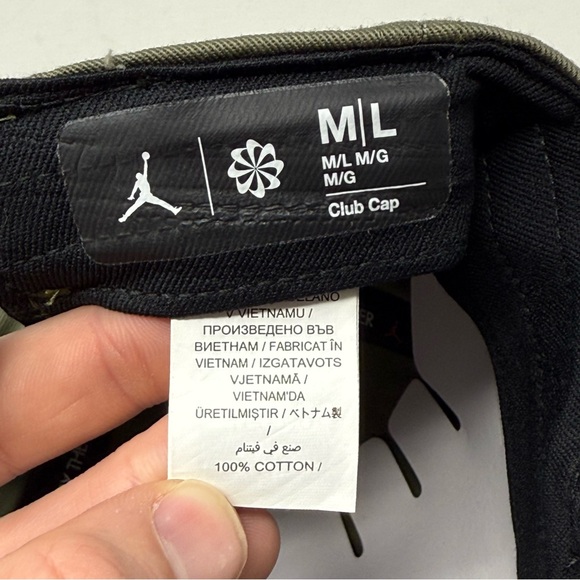 M|L
M/L M/G
M/G
Club Cap
V VIETNAMU /
ПРОИЗВЕДЕНО ВЪВ
ВИЕТНАМ / FABRICAT ÎN
VIETNAM / IZGATAVOTS
VJETNAMĀ /
VIETNAM'DA
ÜRETILMIŞTIR / ベトナム製
/
صنع في فيتنام
100% COTTON /